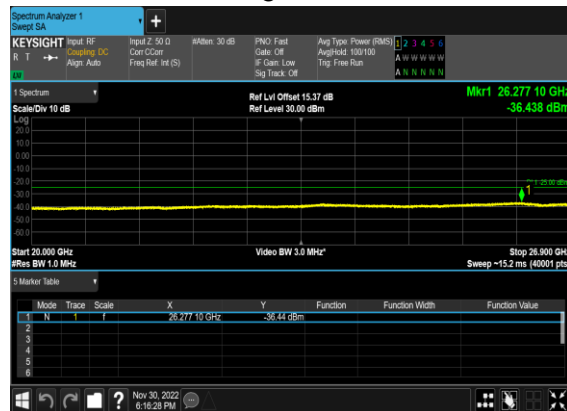 Spectrum Analyzer 1
Swept SA
+
KEYSIGHT Input: RF Input Z: 50 Ω #Atten: 30 dB PNO: Fast Avg Type: Power (RMS) 1 2 3 4 5 6
R T Coupling: DC Corr CCorr Gate: Off Avg|Hold: 100/100 A W W W W W
Align: Auto Freq Ref: Int (S) IF Gain: Low Trig: Free Run
LXI Sig Track: Off A N N N N N
1 Spectrum Ref Lvl Offset 15.37 dB Mkr1 26.277 10 GHz
Scale/Div 10 dB Ref Level 30.00 dBm -36.438 dBm
Log
20.0
10.0
0.00
-10.0
-20.0
-25.00 dBm
-30.0
1
-40.0
-50.0
-60.0
Start 20.000 GHz Video BW 3.0 MHz* Stop 26.900 GHz
#Res BW 1.0 MHz Sweep ~15.2 ms (40001 pts)
5 Marker Table
Mode Trace Scale X Y Function Function Width Function Value
1 N 1 f 26.277 10 GHz -36.44 dBm
2
3
4
5
6
? Nov 30, 2022
6:16:28 PM